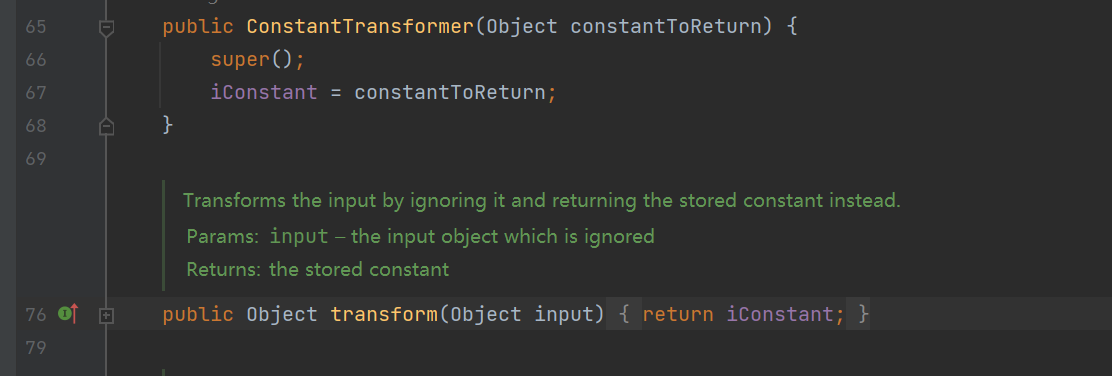 65 public ConstantTransformer(Object constantToReturn) {
66 super();
67 iConstant = constantToReturn;
68 }
69
Transforms the input by ignoring it and returning the stored constant instead.
Params: input – the input object which is ignored
Returns: the stored constant
76 public Object transform(Object input) { return iConstant; }
79